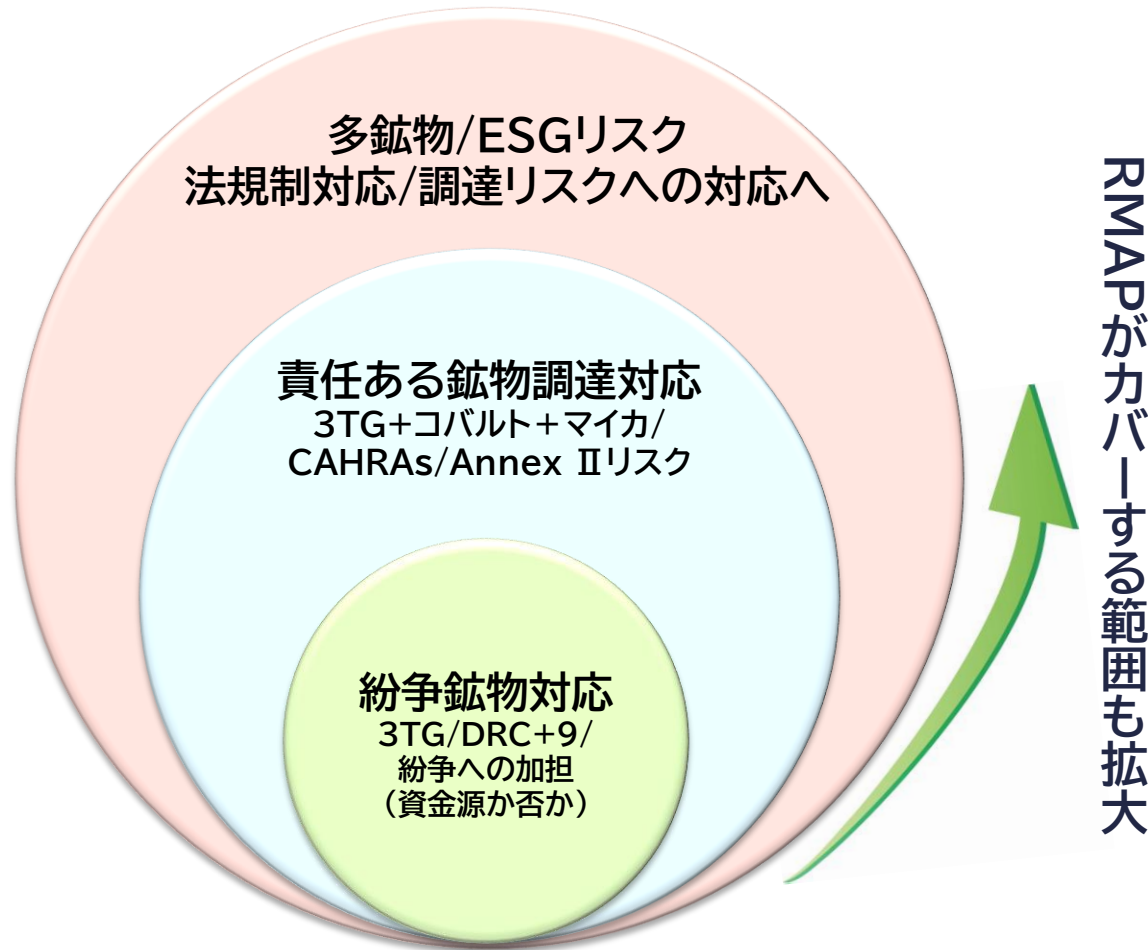 多鉱物/ESGリスク
法規制対応/調達リスクへの対応へ
責任ある鉱物調達対応
3TG+コバルト+マイカ/
CAHRAs/Annex Ⅱリスク
紛争鉱物対応
3TG/DRC+9/
紛争への加担
（資金源か否か）
RMAPがカバーする範囲も拡大